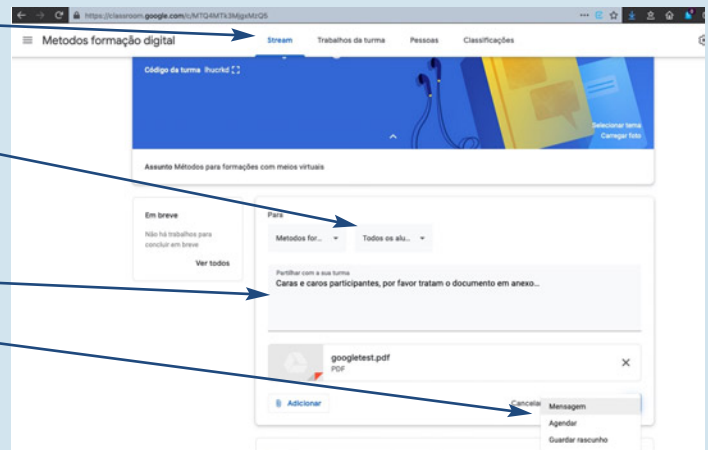 https://classroom.google.com/c/MTQ4MTk3MjgxMzQ5
Metodos formação digital
Stream Trabalhos da turma Pessoas Classificações
Código da turma lhucrkd
Selecionar tema
Carregar foto
Assunto Métodos para formações com meios virtuais
Em breve
Não há trabalhos para
concluir em breve
Ver todos
Para
Metodos for... Todos os alu...
Partilhar com a sua turma
Caras e caros participantes, por favor tratam o documento em anexo...
googletest.pdf
PDF
Adicionar
Cancelar
Mensagem
Agendar
Guardar rascunho